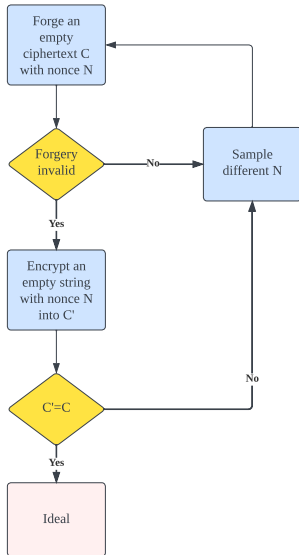 Forge an
empty
ciphertext C
with nonce N
Forgery
invalid
No
Sample
different N
Yes
Encrypt an
empty string
with nonce N
into C'
C'=C
No
Yes
Ideal